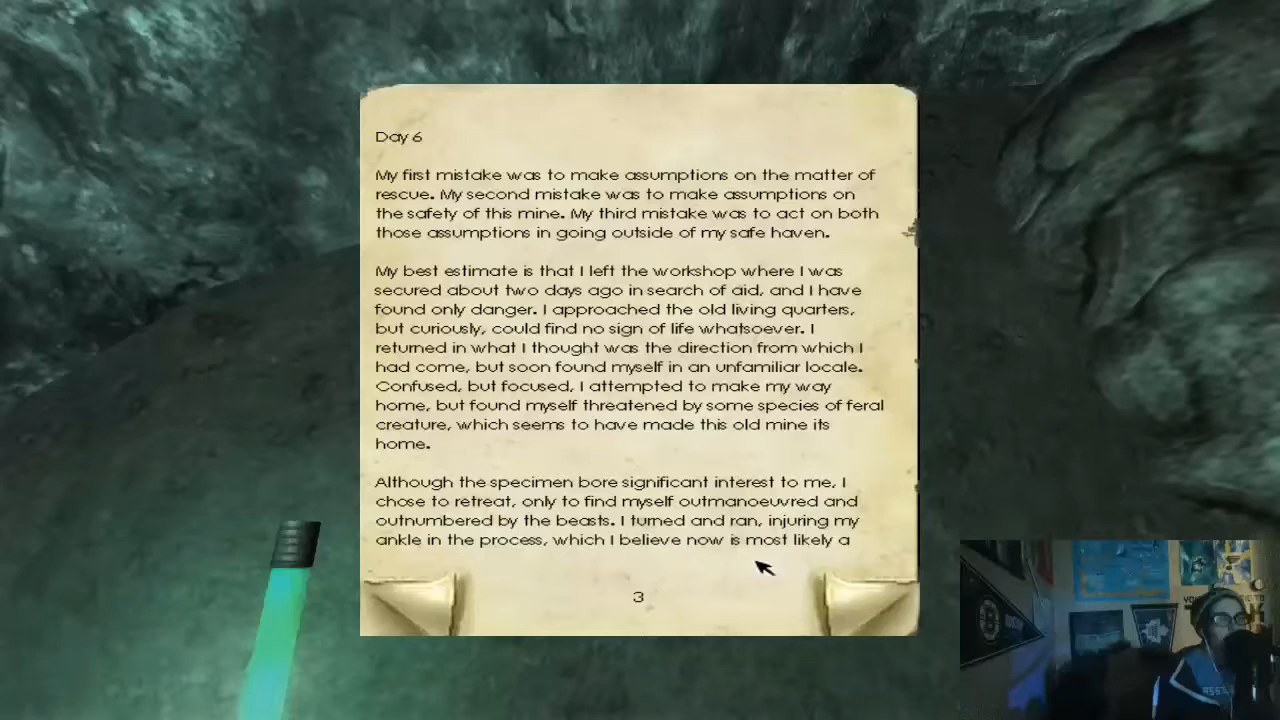 Day 6
My first mistake was to make assumptions on the matter of
rescue. My second mistake was to make assumptions on
the safety of this mine. My third mistake was to act on both
those assumptions in going outside of my safe haven.
My best estimate is that I left the workshop where I was
secured about two days ago in search of aid, and I have
found only danger. I approached the old living quarters,
but curiously, could find no sign of life whatsoever. I
returned in what I thought was the direction from which I
had come, but soon found myself in an unfamiliar locale.
Confused, but focused, I attempted to make my way
home, but found myself threatened by some species of feral
creature, which seems to have made this old mine its
home.
Although the specimen bore significant interest to me, I
chose to retreat, only to find myself outmanoeuvred and
outnumbered by the beasts. I turned and ran, injuring my
ankle in the process, which I believe now is most likely a
3